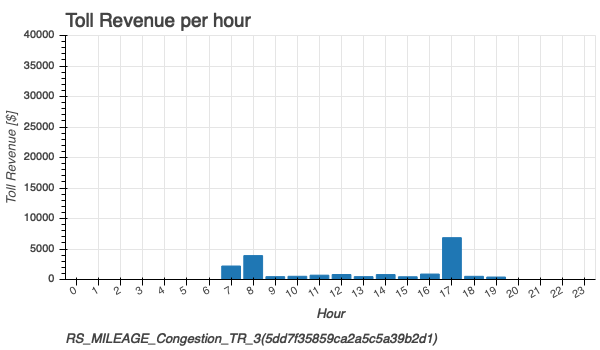 Toll Revenue per hour
40000
35000
30000
25000
20000
15000
10000
5000
0
Toll Revenue [$]
0 1 2 3 4 5 6 7 8 9 10 11 12 13 14 15 16 17 18 19 20 21 22 23
Hour
RS_MILEAGE_Congestion_TR_3(5dd7f35859ca2a5c5a39b2d1)